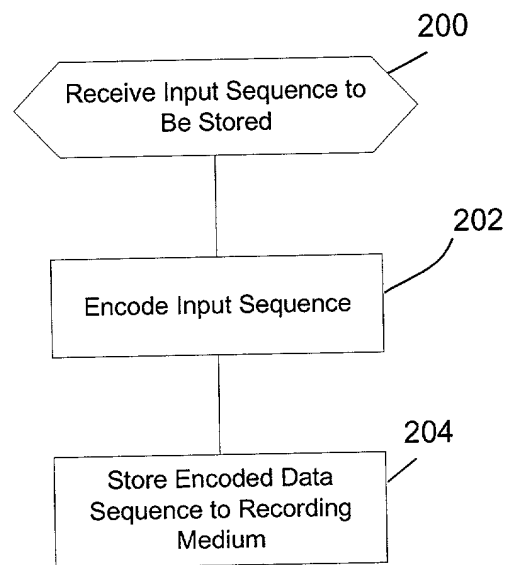 200
Receive Input Sequence to
Be Stored
202
Encode Input Sequence
204
Store Encoded Data
Sequence to Recording
Medium